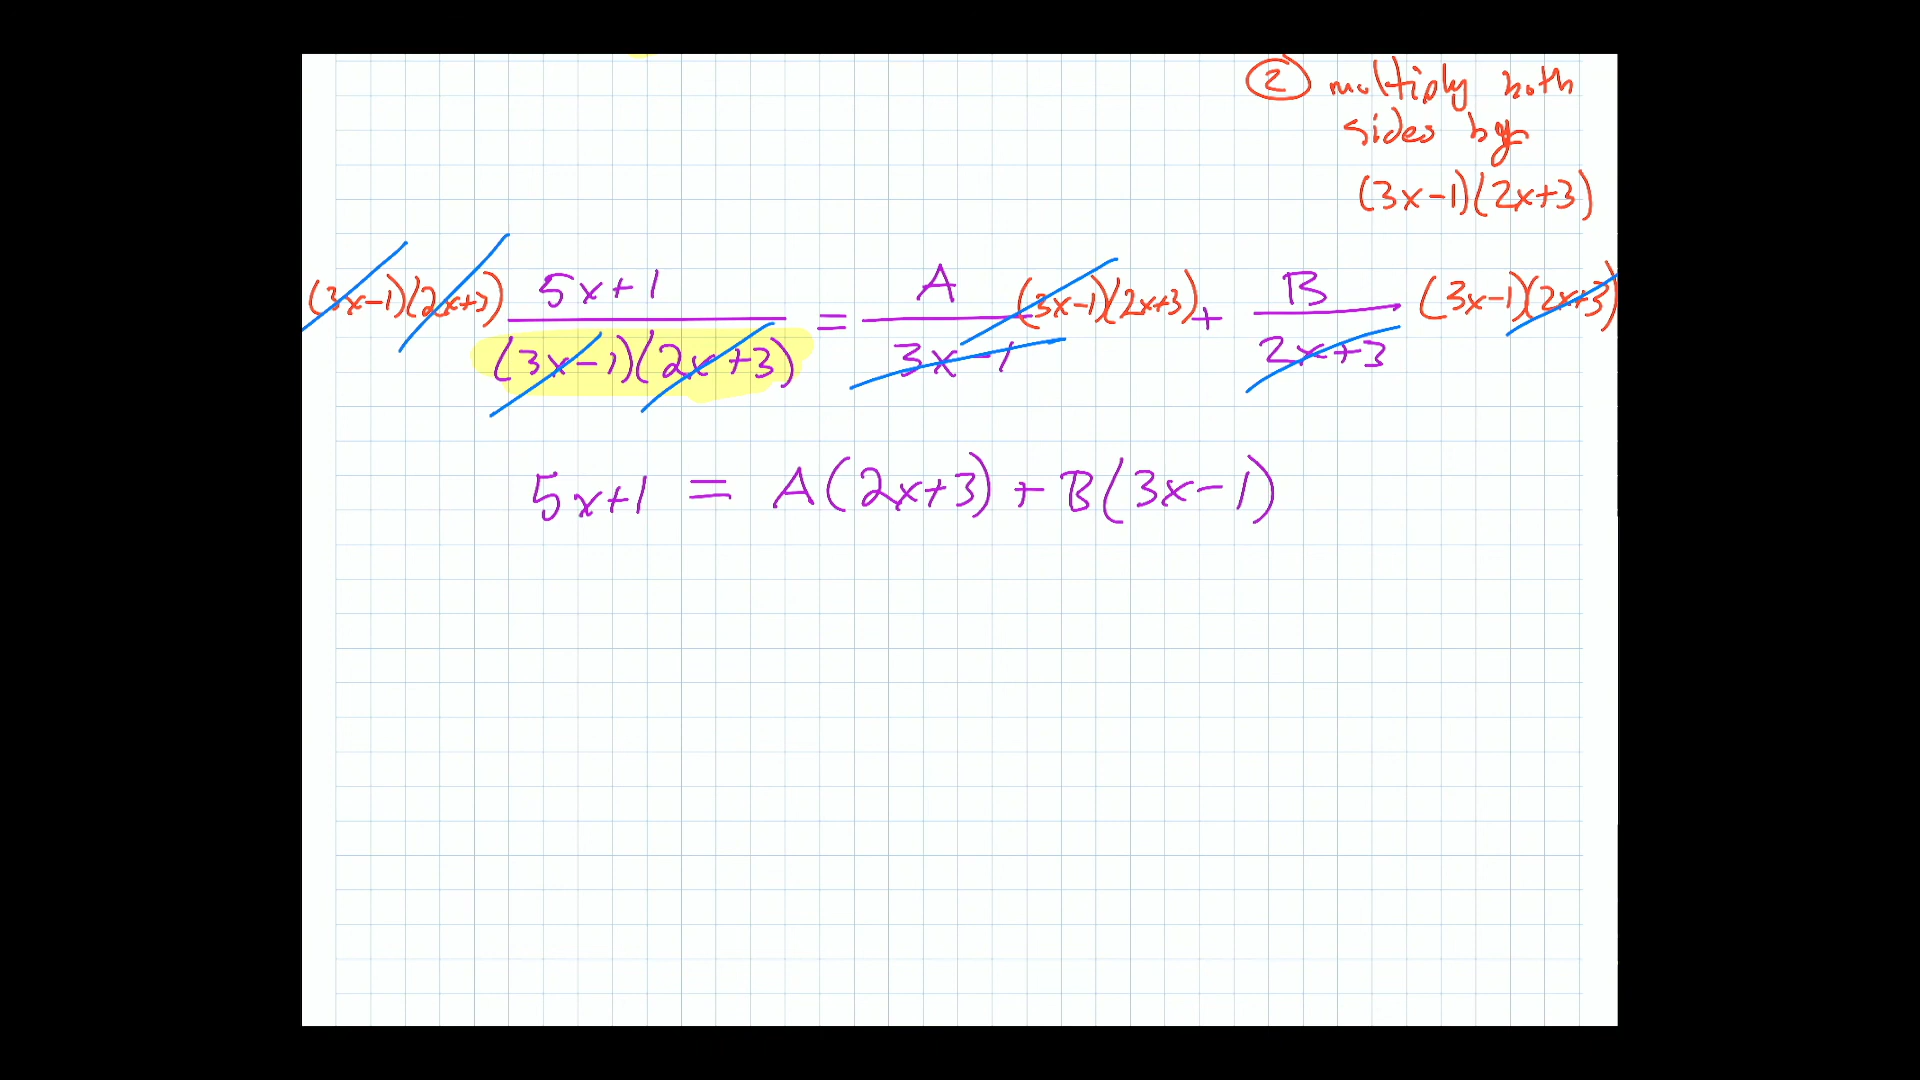 ② multiply both
sides by
(3x-1)(2x+3)
(3x-1)(2x+3) 5x+1 = A (3x-1)(2x+3) + B (3x-1)(2x+3)
(3x-1)(2x+3) 3x-1 2x+3
5x+1 = A(2x+3) + B(3x-1)